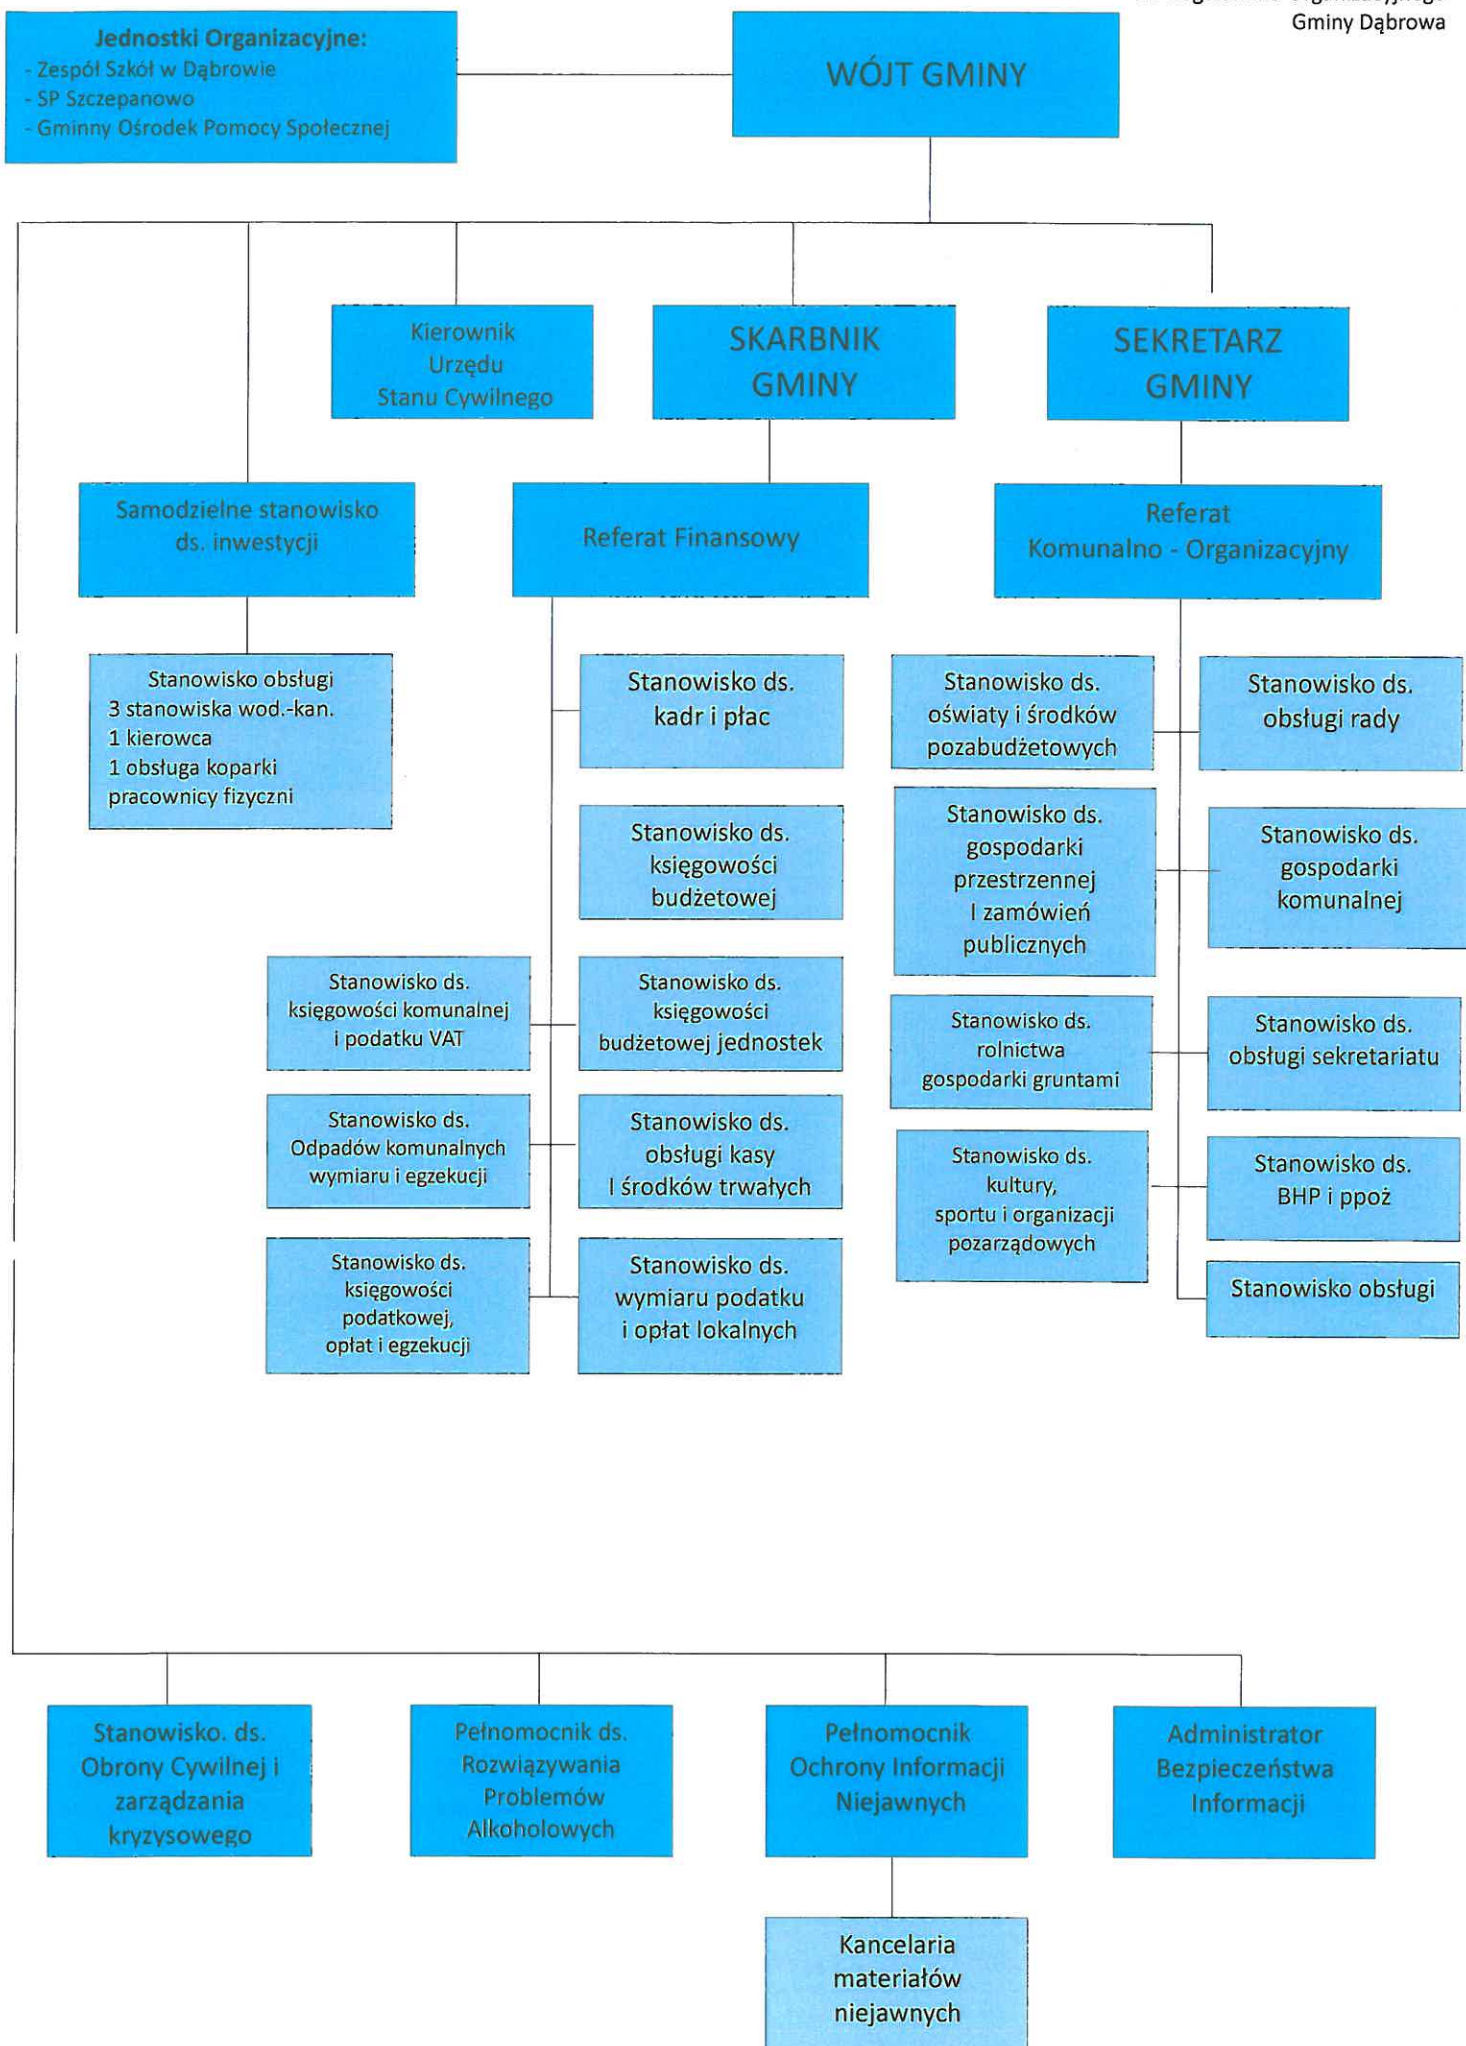 Gminy Dąbrowa
Jednostki Organizacyjne:
- Zespół Szkół w Dąbrowie
- SP Szczepanowo
- Gminny Ośrodek Pomocy Społecznej
WÓJT GMINY
Kierownik
Urzędu
Stanu Cywilnego
SKARBNIK
GMINY
SEKRETARZ
GMINY
Samodzielne stanowisko
ds. inwestycji
Referat Finansowy
Referat
Komunalno - Organizacyjny
Stanowisko obsługi
3 stanowiska wod.-kan.
1 kierowca
1 obsługa koparki
pracownicy fizyczni
Stanowisko ds.
kadr i płac
Stanowisko ds.
księgowości
budżetowej
Stanowisko ds.
księgowości komunalnej
i podatku VAT
Stanowisko ds.
księgowości
budżetowej jednostek
Stanowisko ds.
Odpadów komunalnych
wymiaru i egzekucji
Stanowisko ds.
obsługi kasy
I środków trwałych
Stanowisko ds.
księgowości
podatkowej,
opłat i egzekucji
Stanowisko ds.
wymiaru podatku
i opłat lokalnych
Stanowisko ds.
oświaty i środków
pozabudżetowych
Stanowisko ds.
obsługi rady
Stanowisko ds.
gospodarki
przestrzennej
I zamówień
publicznych
Stanowisko ds.
gospodarki
komunalnej
Stanowisko ds.
rolnictwa
gospodarki gruntami
Stanowisko ds.
obsługi sekretariatu
Stanowisko ds.
kultury,
sportu i organizacji
pozarządowych
Stanowisko ds.
BHP i ppoż
Stanowisko obsługi
Stanowisko. ds.
Obrony Cywilnej i
zarządzania
kryzysowego
Pełnomocnik ds.
Rozwiązywania
Problemów
Alkoholowych
Pełnomocnik
Ochrony Informacji
Niejawnych
Administrator
Bezpieczeństwa
Informacji
Kancelaria
materiałów
niejawnych